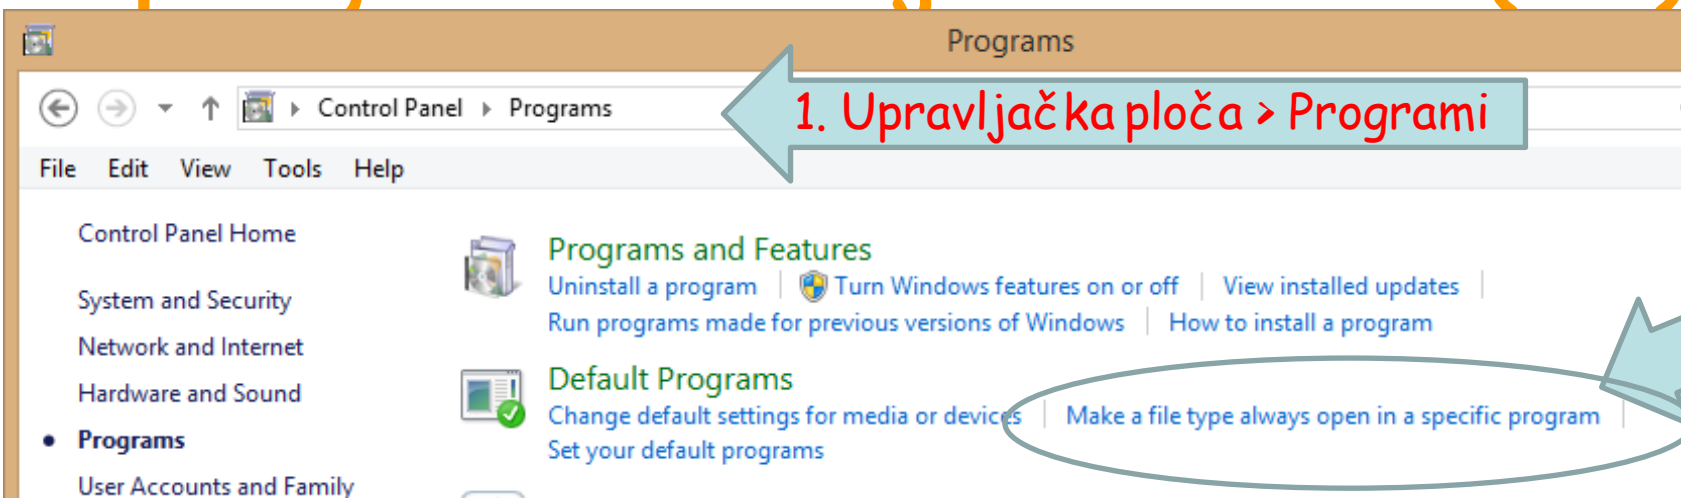 Programs
Control Panel Programs
1. Upravljačka ploča > Programi
File Edit View Tools Help
Control Panel Home
System and Security
Network and Internet
Hardware and Sound
Programs
User Accounts and Family
Programs and Features
Uninstall a program Turn Windows features on or off View installed updates
Run programs made for previous versions of Windows How to install a program
Default Programs
Change default settings for media or devices Make a file type always open in a specific program
Set your default programs